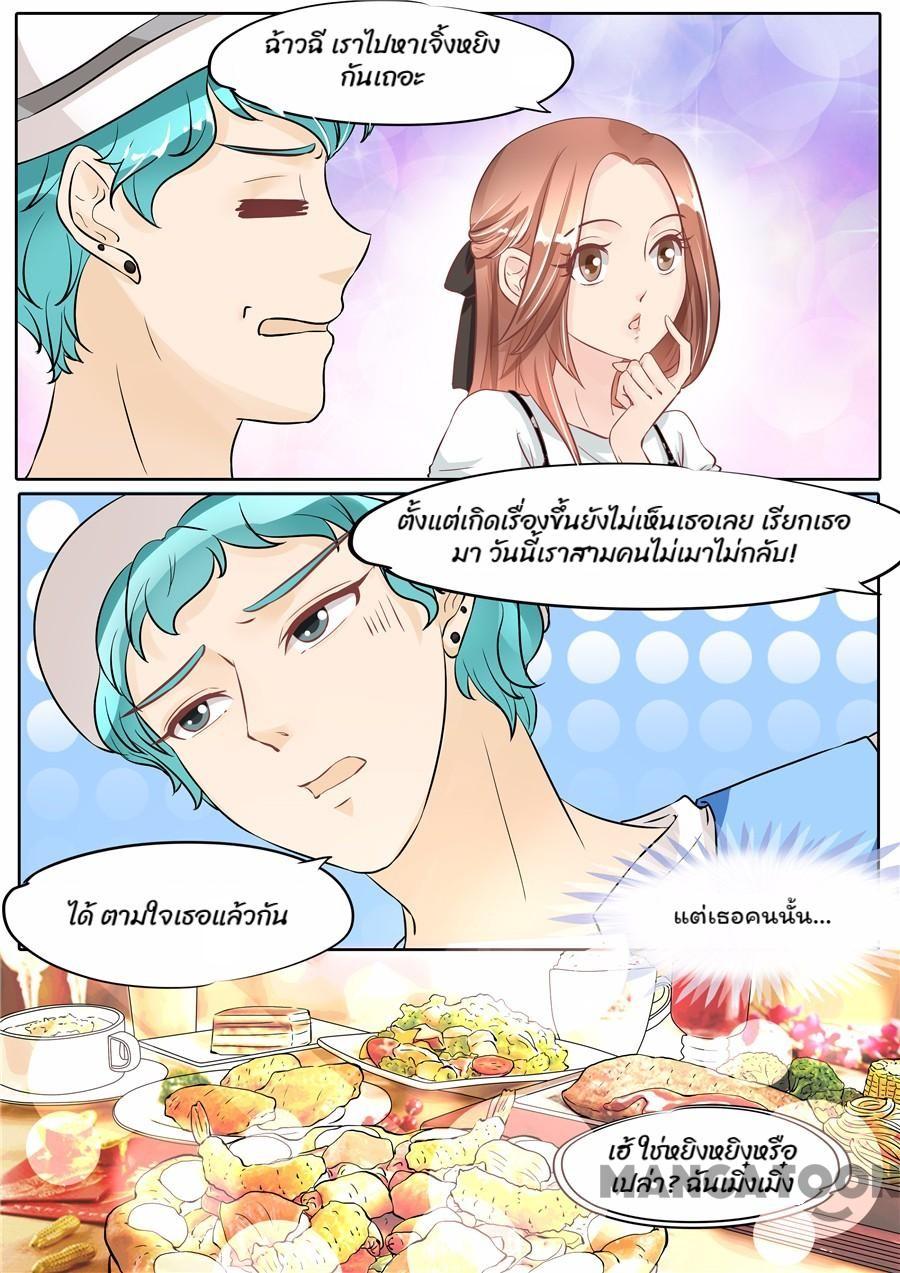 ฉ้าวฉี เราไปหาเจิ้งหยิง
กันเถอะ
ตั้งแต่เกิดเรื่องขึ้นยังไม่เห็นเธอเลย เรียกเธอ
มา วันนี้เราสามคนไม่เมาไม่กลับ!
ได้ ตามใจเธอแล้วกัน
แต่เธอคนนั้น...
เฮ้ ใช่หยิงหยิงหรือ
เปล่า? ฉันเมิ่งเมิ่ง
MANGATOON